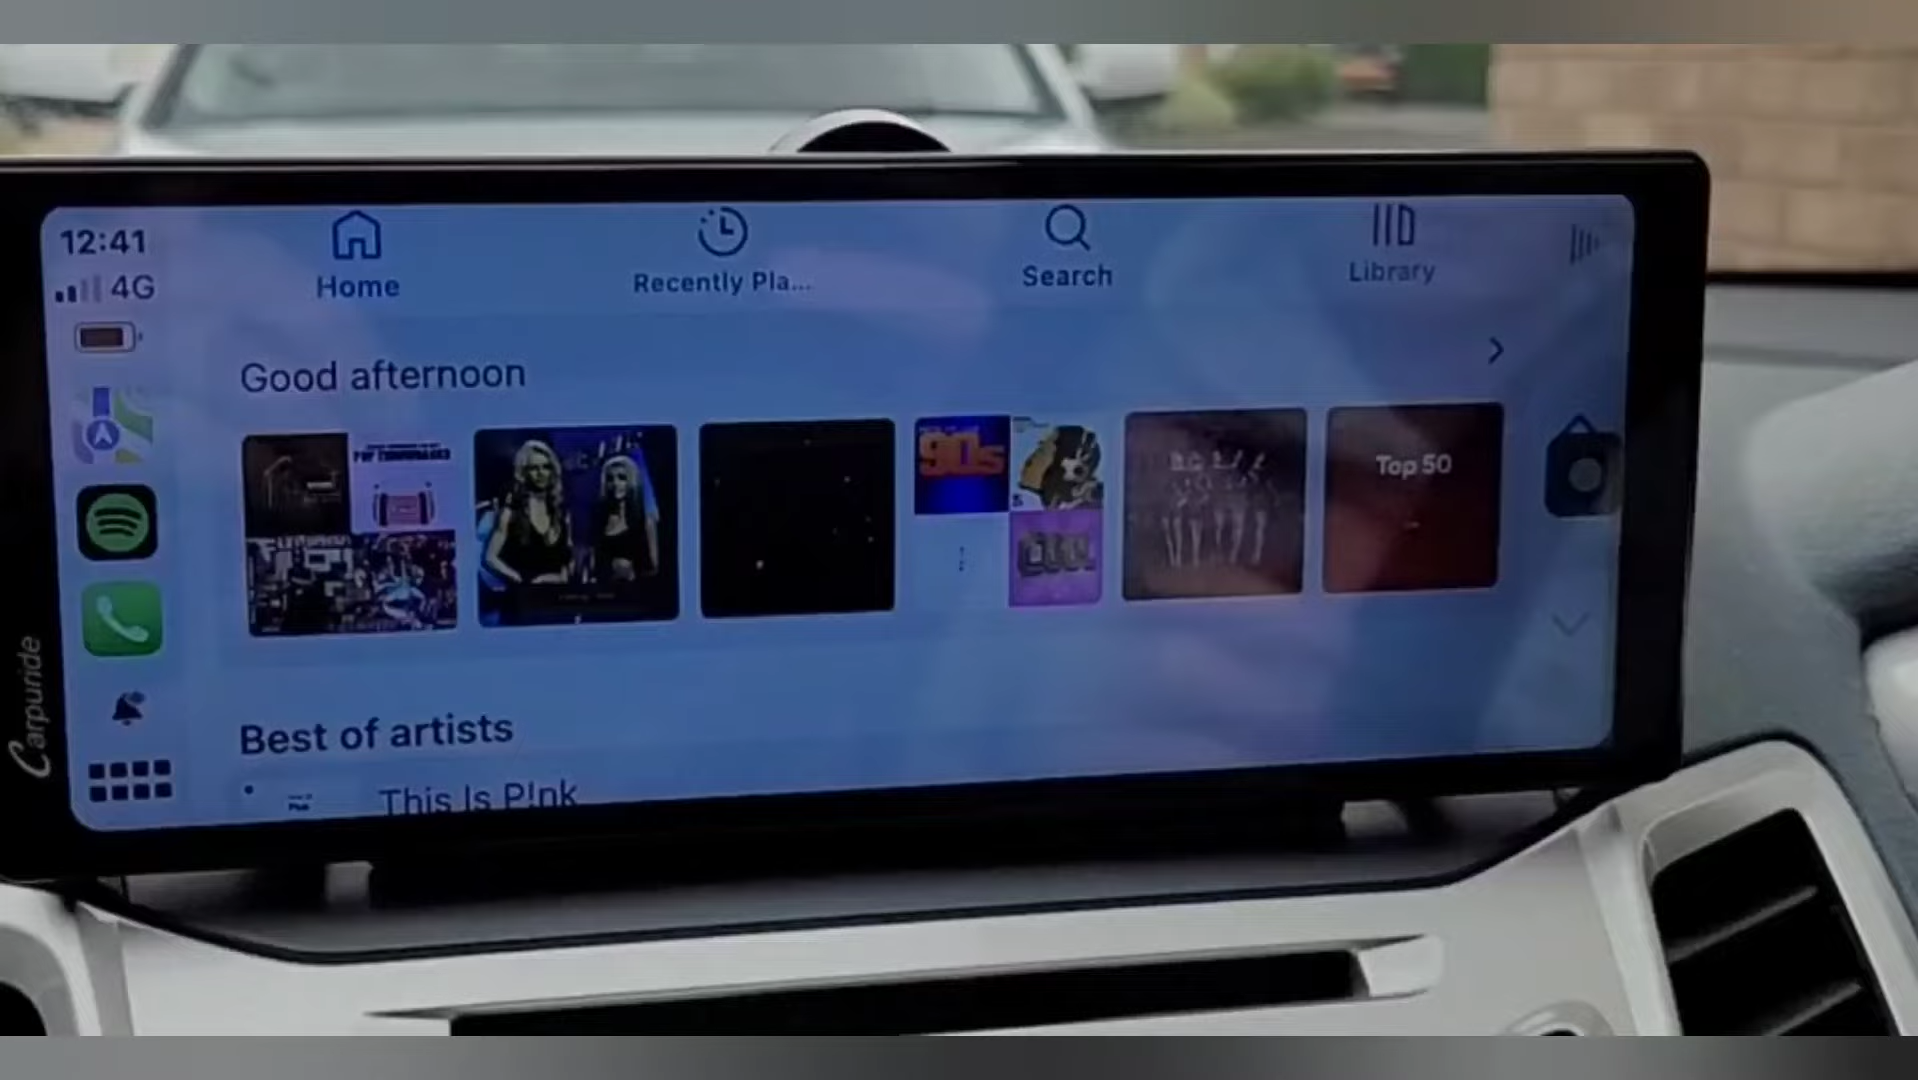 12:41
4G
Home
Recently Pla...
Search
Library
Good afternoon
90s
Top 50
Best of artists
This Is P!nk
Carpuride